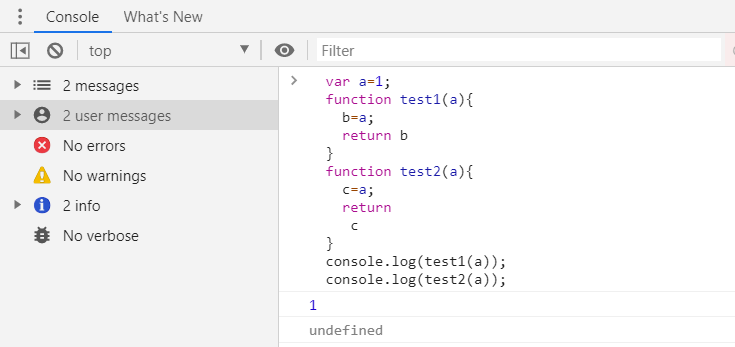 Console What's New
top Filter
2 messages
2 user messages
No errors
No warnings
2 info
No verbose
var a=1;
function test1(a){
b=a;
return b
}
function test2(a){
c=a;
return
c
}
console.log(test1(a));
console.log(test2(a));
1
undefined